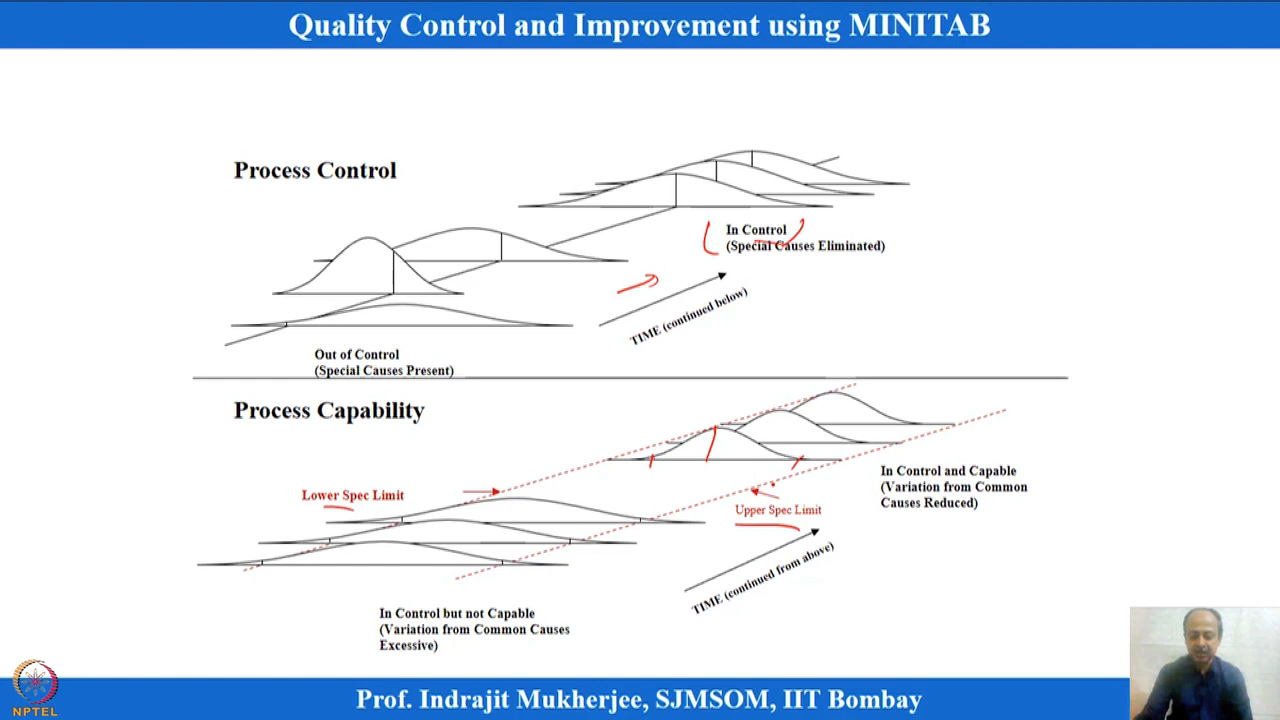 Quality Control and Improvement using MINITAB
Process Control
In Control
(Special Causes Eliminated)
TIME (continued below)
Out of Control
(Special Causes Present)
Process Capability
Lower Spec Limit
In Control and Capable
(Variation from Common
Causes Reduced)
Upper Spec Limit
TIME (continued from above)
In Control but not Capable
(Variation from Common Causes
Excessive)
NPTEL
Prof. Indrajit Mukherjee, SJMSOM, IIT Bombay